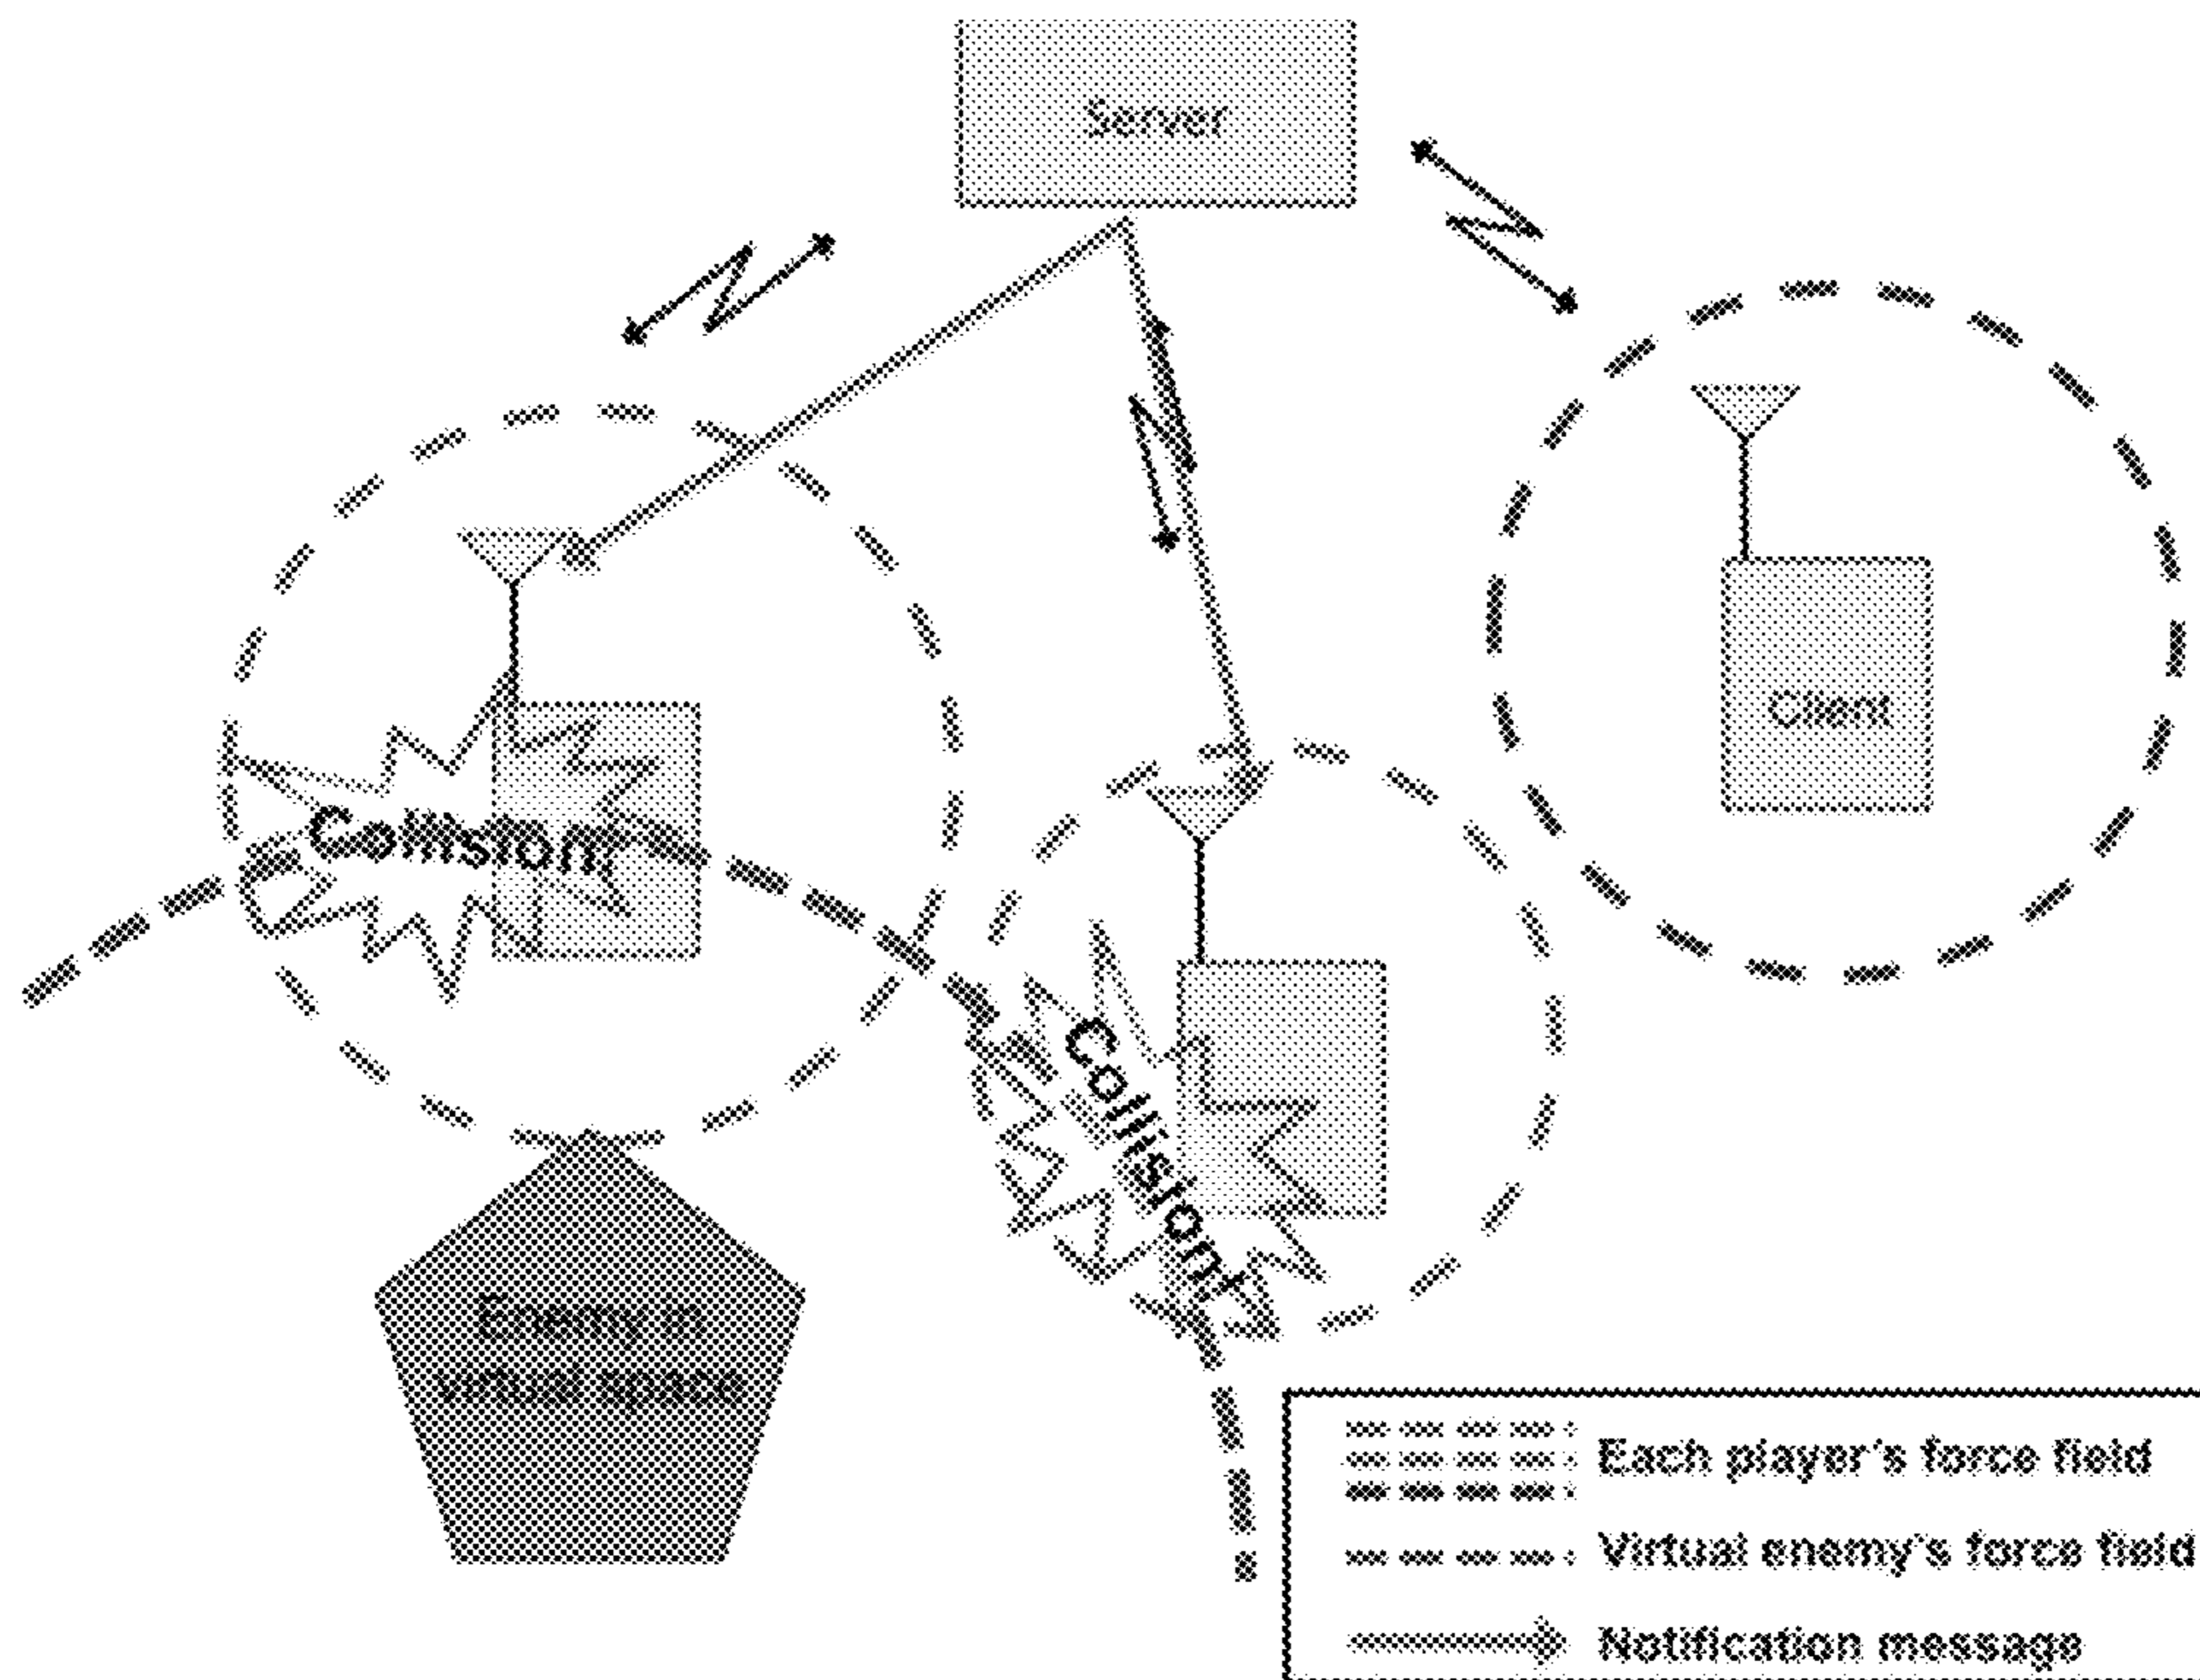 Server
Client
Collision!
Collision!
Enemy in
virtual space
Each player's force field
Virtual enemy's force field
Notification message